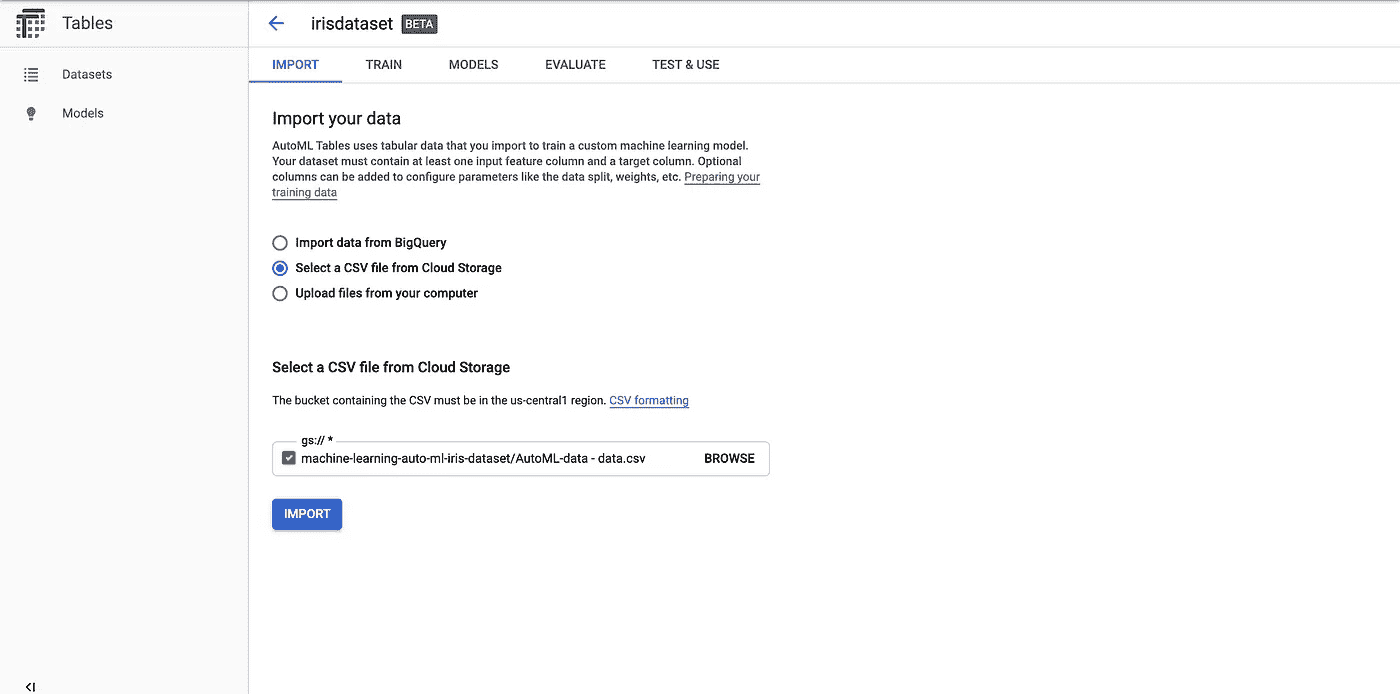 Tables
irisdataset BETA
Datasets
Models
IMPORT TRAIN MODELS EVALUATE TEST & USE
Import your data
AutoML Tables uses tabular data that you import to train a custom machine learning model.
Your dataset must contain at least one input feature column and a target column. Optional
columns can be added to configure parameters like the data split, weights, etc. Preparing your
training data
Import data from BigQuery
Select a CSV file from Cloud Storage
Upload files from your computer
Select a CSV file from Cloud Storage
The bucket containing the CSV must be in the us-central1 region. CSV formatting
gs:// *
machine-learning-auto-ml-iris-dataset/AutoML-data - data.csv BROWSE
IMPORT